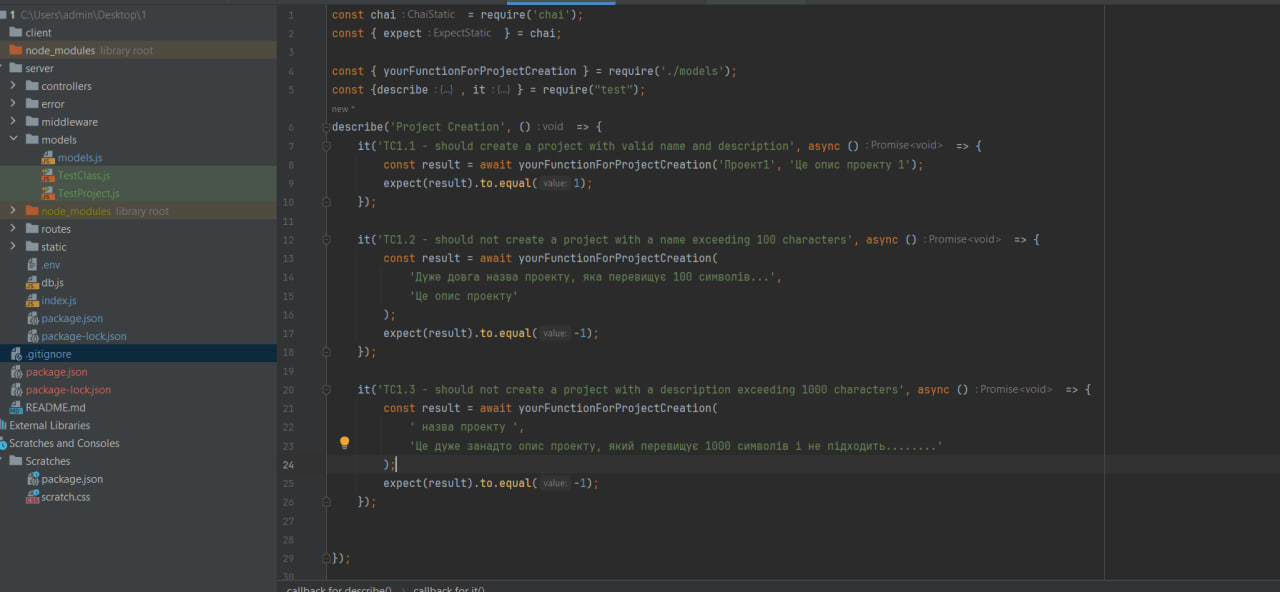 1 C:\Users\admin\Desktop\1
client
node_modules library root
server
controllers
error
middleware
models
models.js
TestClass.js
TestProject.js
node_modules library root
routes
static
.env
db.js
index.js
package.json
package-lock.json
.gitignore
package.json
package-lock.json
README.md
External Libraries
Scratches and Consoles
Scratches
package.json
scratch.css
1 const chai : ChaiStatic = require('chai');
2 const { expect : ExpectStatic } = chai;
3
4 const { yourFunctionForProjectCreation } = require('./models');
5 const {describe : {...} , it : {...} } = require("test");
new *
6 describe('Project Creation', () : void => {
7 it('TC1.1 - should create a project with valid name and description', async () : Promise<void> => {
8 const result = await yourFunctionForProjectCreation('Проект1', 'Це опис проекту 1');
9 expect(result).to.equal( value: 1);
10 });
11
12 it('TC1.2 - should not create a project with a name exceeding 100 characters', async () : Promise<void> => {
13 const result = await yourFunctionForProjectCreation(
14 'Дуже довга назва проекту, яка перевищує 100 символів...',
15 'Це опис проекту'
16 );
17 expect(result).to.equal( value: -1);
18 });
19
20 it('TC1.3 - should not create a project with a description exceeding 1000 characters', async () : Promise<void> => {
21 const result = await yourFunctionForProjectCreation(
22 ' назва проекту ',
23 'Це дуже занадто опис проекту, який перевищує 1000 символів і не підходить........'
24 );
25 expect(result).to.equal( value: -1);
26 });
27
28
29 });
30
callback for describe() › callback for it()